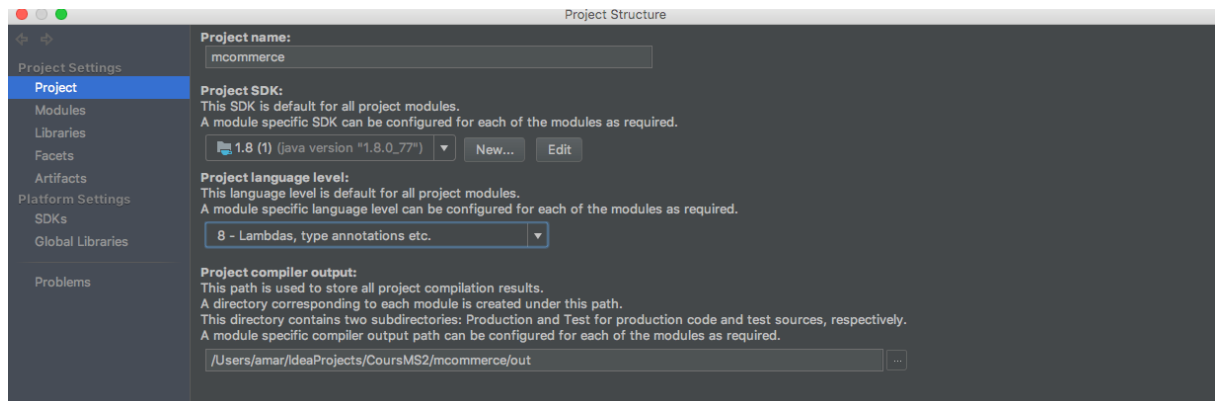 Project Structure
Project Settings
Project
Modules
Libraries
Facets
Artifacts
Platform Settings
SDKs
Global Libraries
Problems
Project name:
mcommerce
Project SDK:
This SDK is default for all project modules.
A module specific SDK can be configured for each of the modules as required.
1.8 (1) (java version "1.8.0_77") New... Edit
Project language level:
This language level is default for all project modules.
A module specific language level can be configured for each of the modules as required.
8 - Lambdas, type annotations etc.
Project compiler output:
This path is used to store all project compilation results.
A directory corresponding to each module is created under this path.
This directory contains two subdirectories: Production and Test for production code and test sources, respectively.
A module specific compiler output path can be configured for each of the modules as required.
/Users/amar/IdeaProjects/CoursMS2/mcommerce/out ...